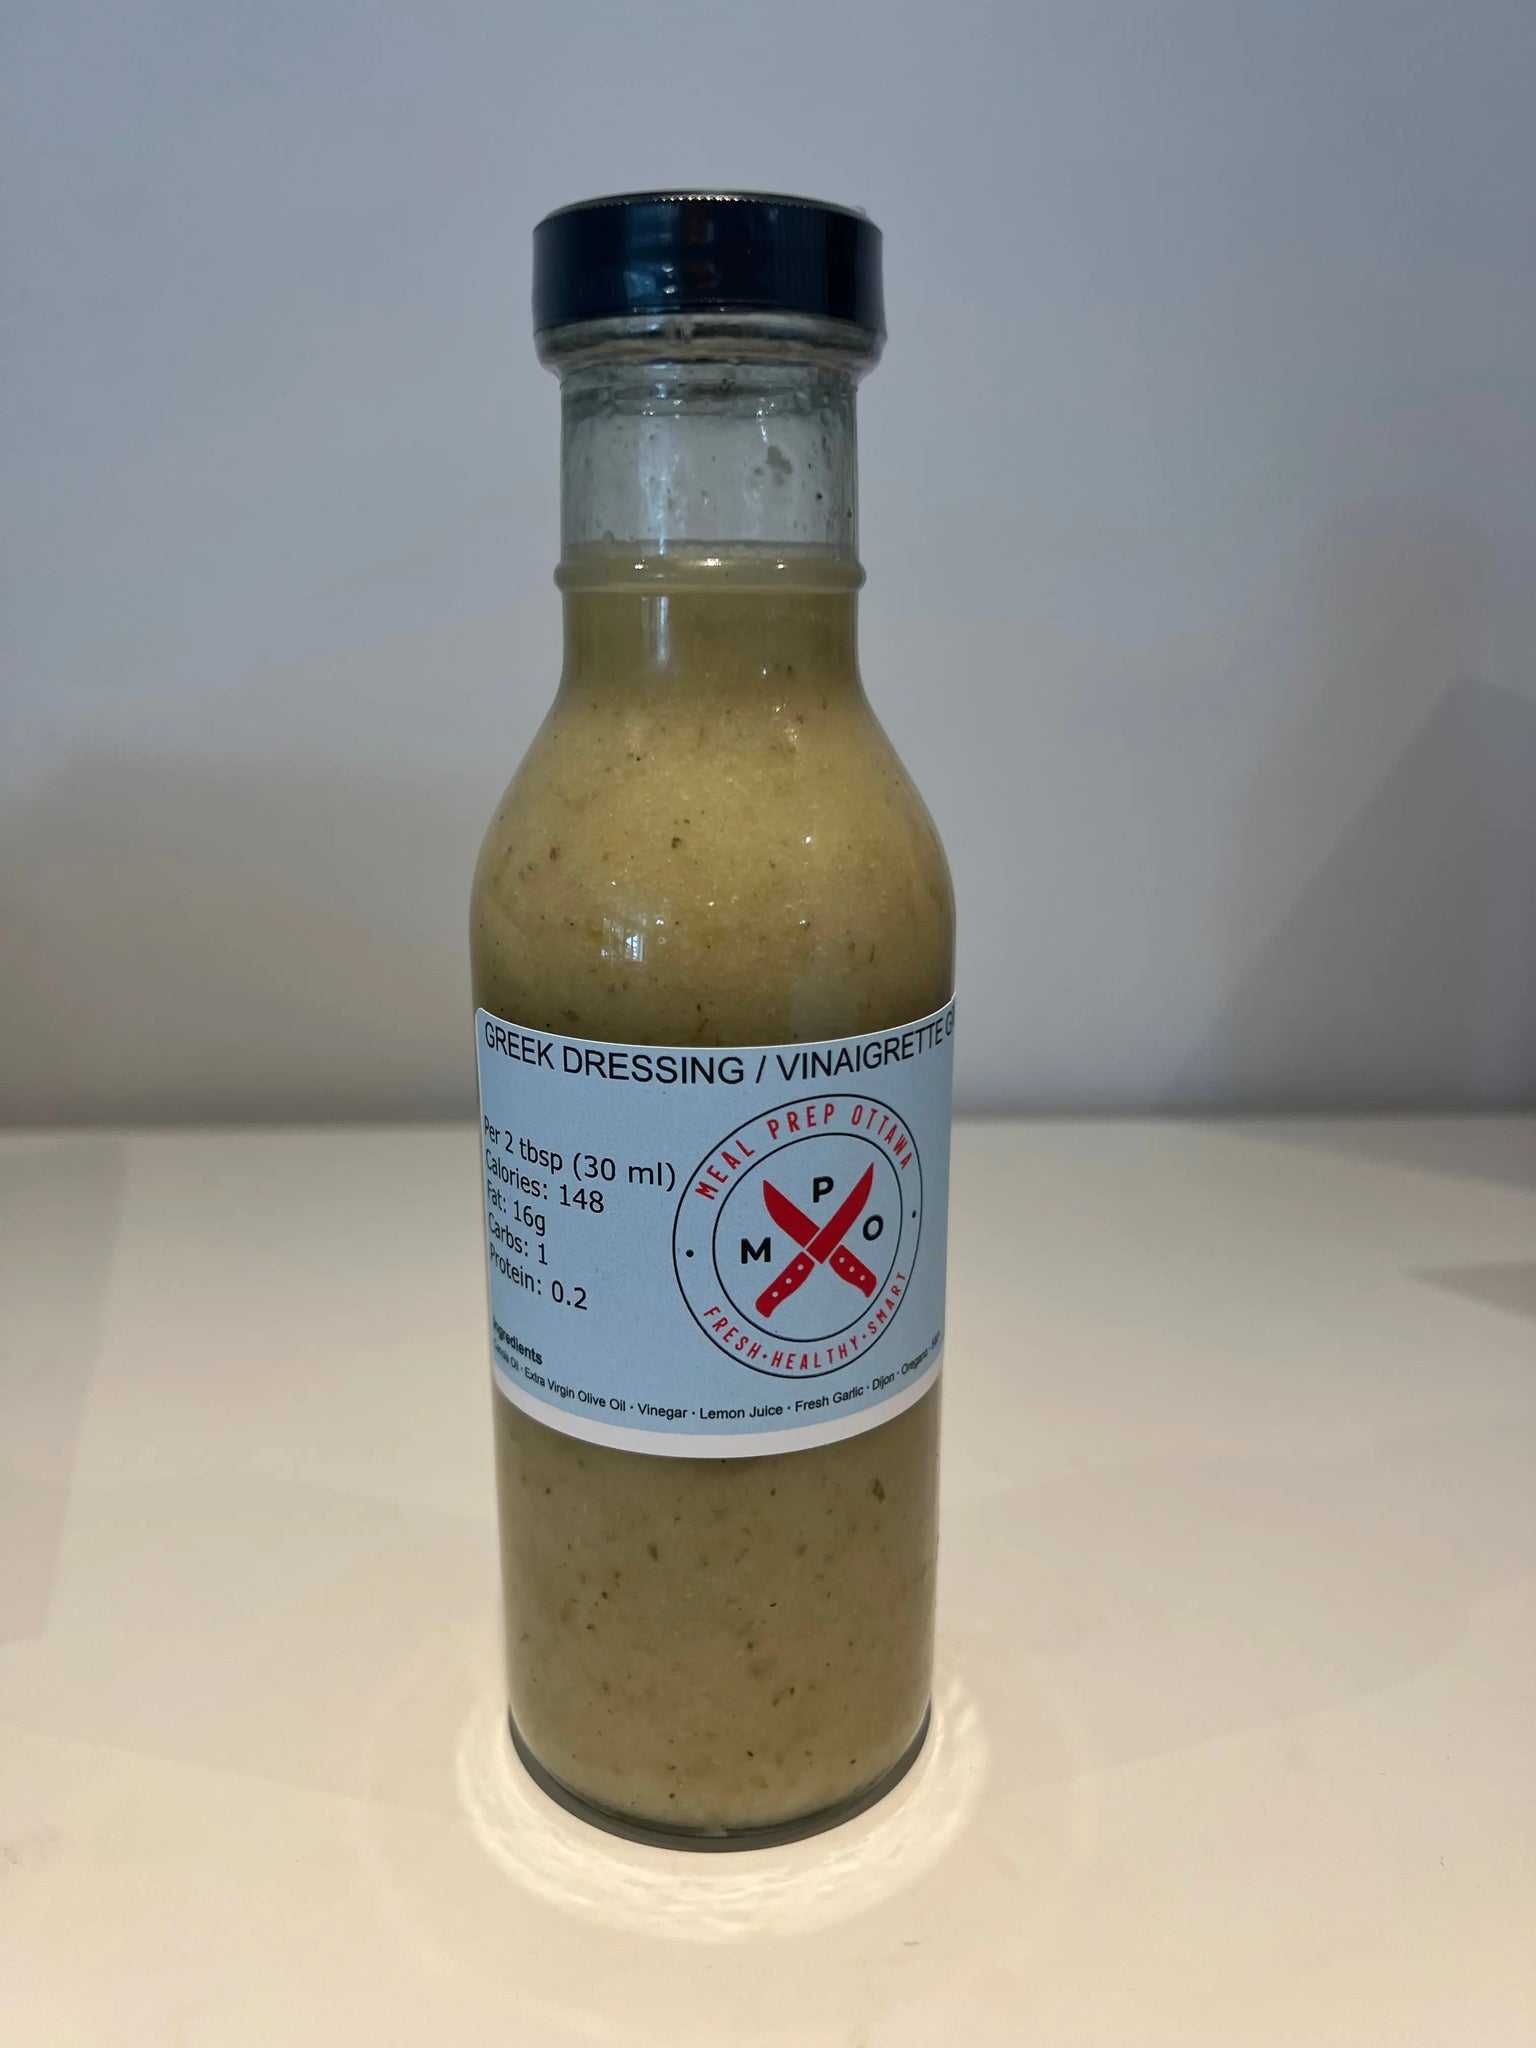 GREEK DRESSING / VINAIGRETTE
Per 2 tbsp (30 ml)
Calories: 148
Fat: 16g
Carbs: 1
Protein: 0.2
MEAL PREP OTTAWA
M P O
FRESH • HEALTHY • SMART
Ingredients
Oil • Extra Virgin Olive Oil • Vinegar • Lemon Juice • Fresh Garlic • Dijon • Oregano